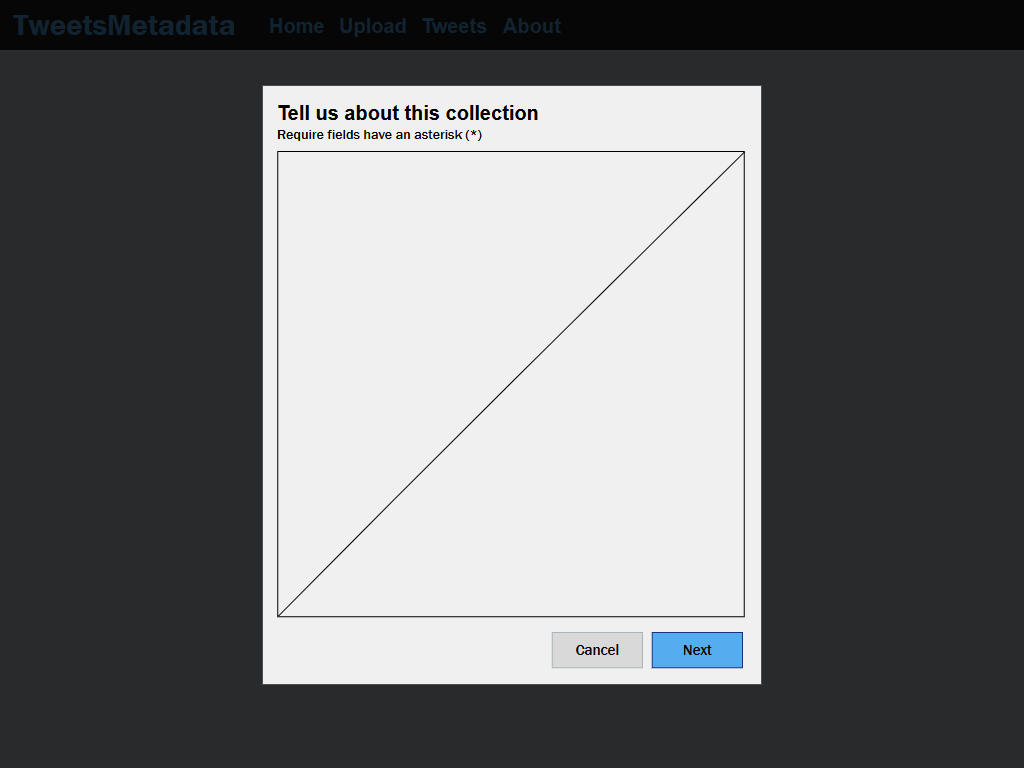 TweetsMetadata Home Upload Tweets About
Tell us about this collection
Require fields have an asterisk (*)
Cancel Next